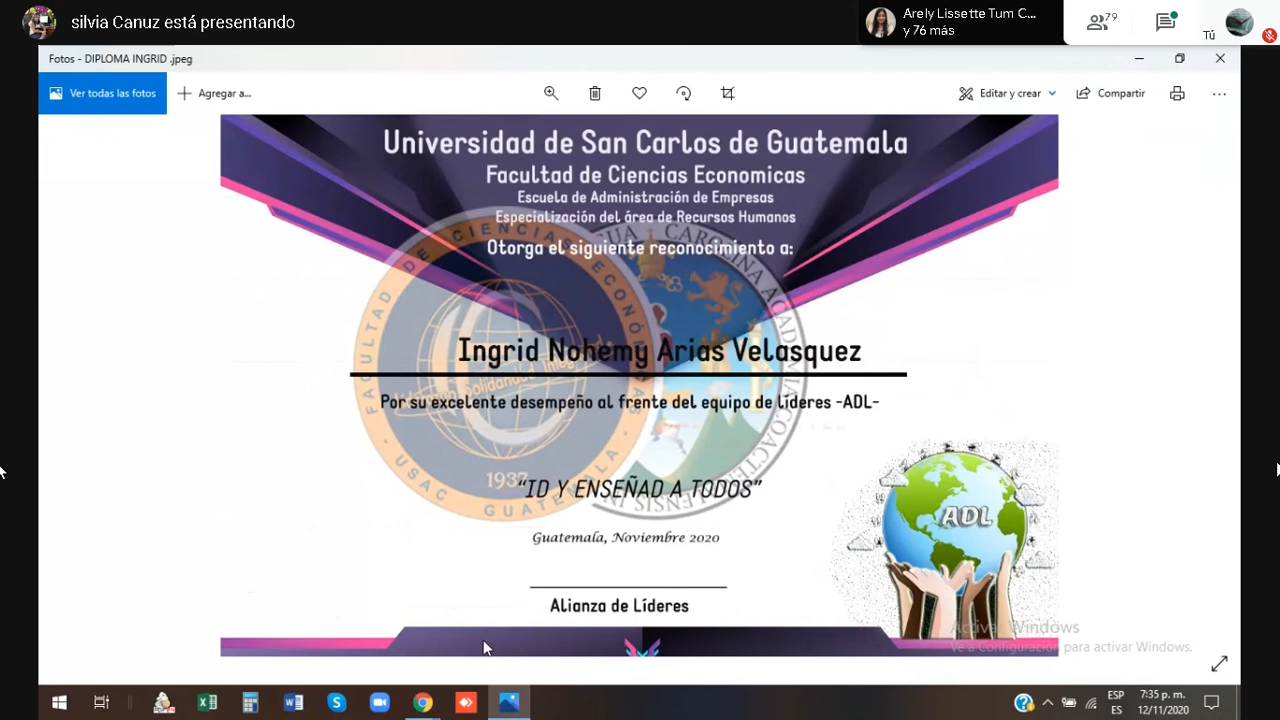 silvia Canuz está presentando
Arely Lissette Tum C...
y 76 más
79
Tú
Fotos - DIPLOMA INGRID .jpeg
Ver todas las fotos
Agregar a...
Editar y crear
Compartir
Universidad de San Carlos de Guatemala
Facultad de Ciencias Economicas
Escuela de Administración de Empresas
Especialización del área de Recursos Humanos
Otorga el siguiente reconocimiento a:
FACULTAD DE CIENCIAS ECONÓMICAS
Ingrid Nohemy Arias Velasquez
Por su excelente desempeño al frente del equipo de líderes -ADL-
1937
USAC GUATEMALA
"ID Y ENSEÑAD A TODOS"
ADL
Guatemala, Noviembre 2020
Alianza de Líderes
Activar Windows
Ve a Configuración para activar Windows.
ESP
ES
7:35 p. m.
12/11/2020